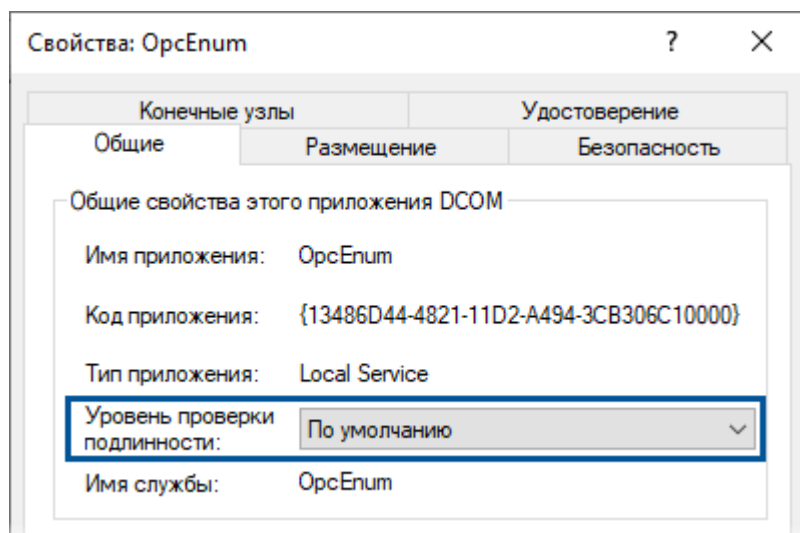 Свойства: OpcEnum ?
Конечные узлы Удостоверение
Общие Размещение Безопасность
Общие свойства этого приложения DCOM
Имя приложения: OpcEnum
Код приложения: {13486D44-4821-11D2-A494-3CB306C10000}
Тип приложения: Local Service
Уровень проверки
подлинности: По умолчанию
Имя службы: OpcEnum